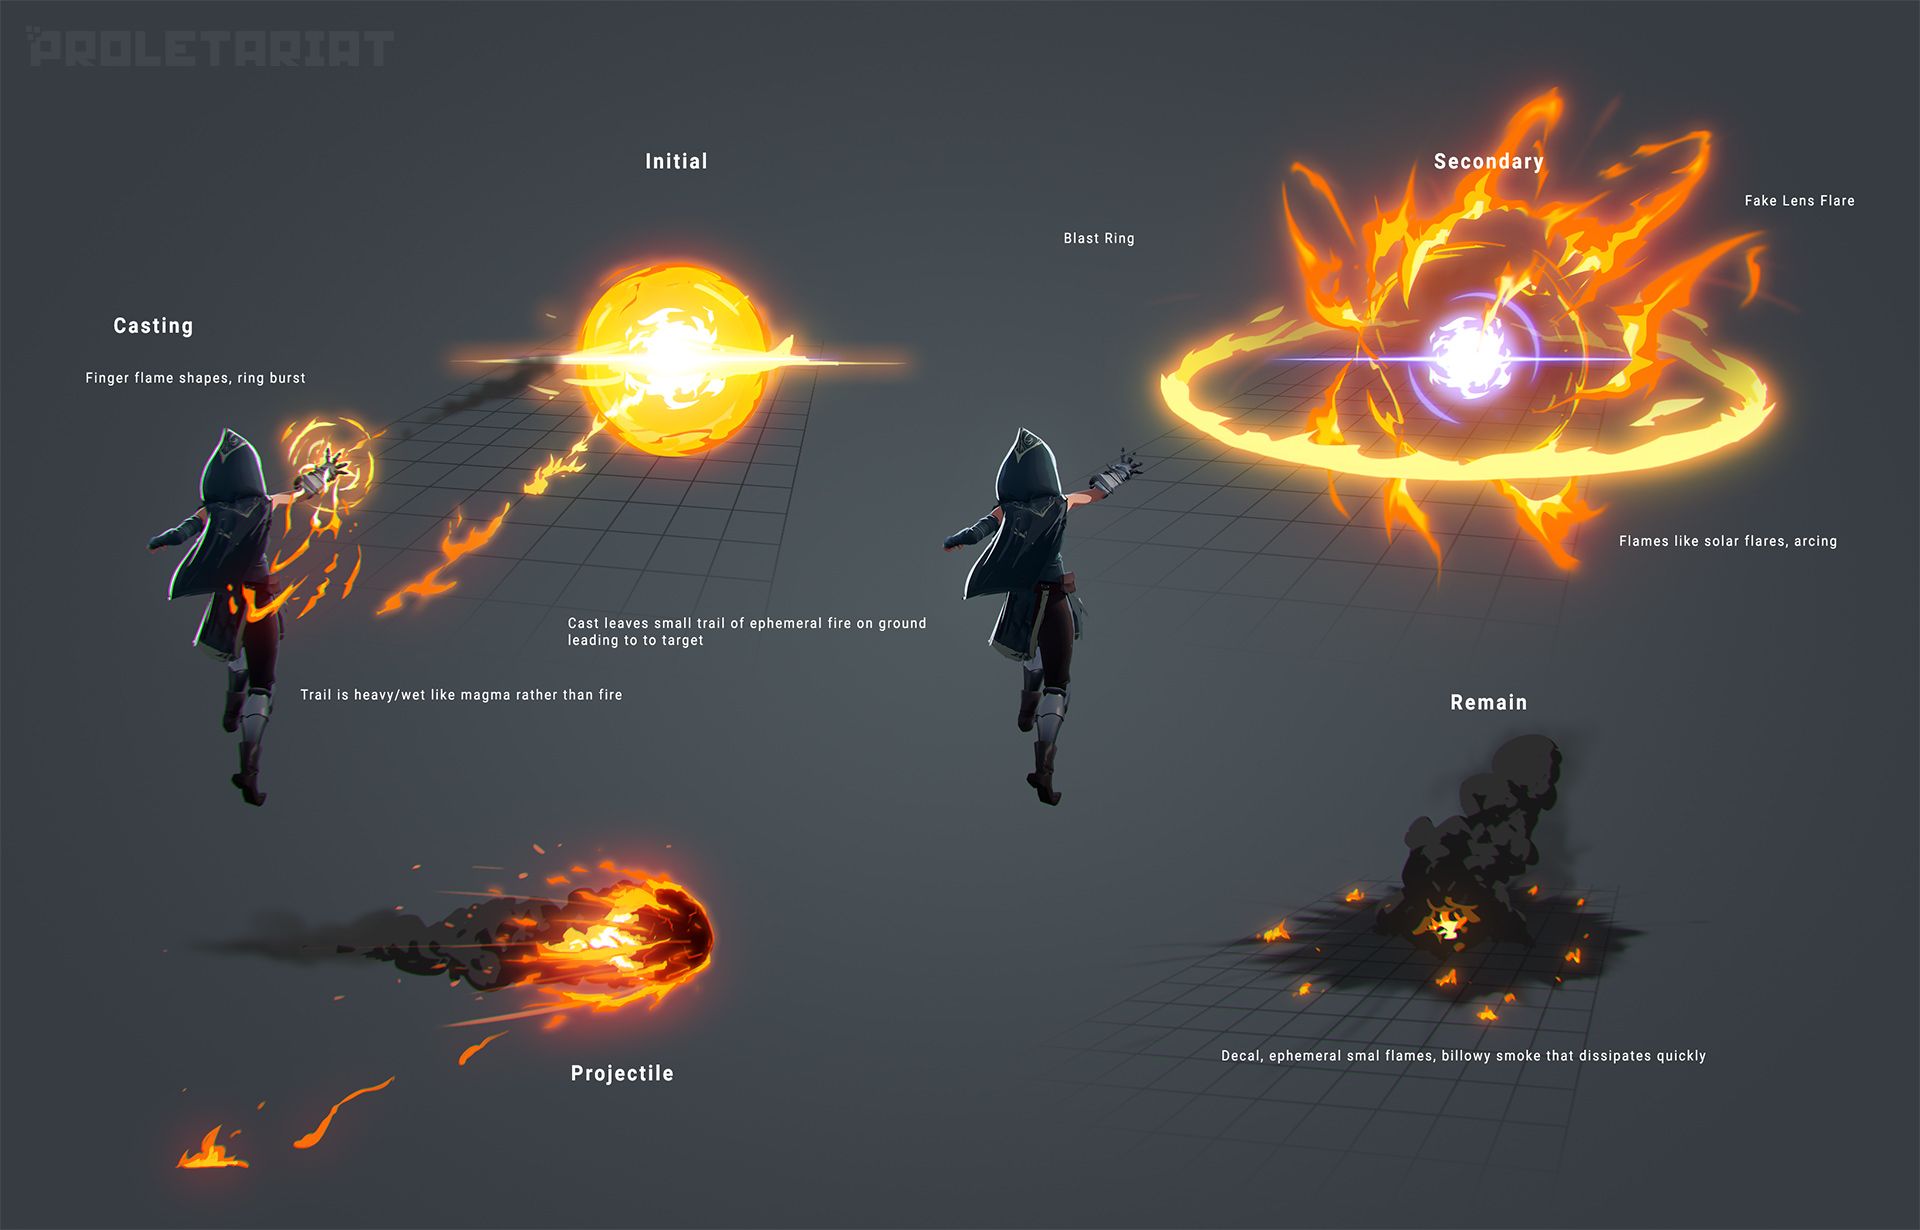 PROLETARIAT
Initial
Secondary
Fake Lens Flare
Blast Ring
Casting
Finger flame shapes, ring burst
Flames like solar flares, arcing
Cast leaves small trail of ephemeral fire on ground
leading to to target
Trail is heavy/wet like magma rather than fire
Remain
Projectile
Decal, ephemeral smal flames, billowy smoke that dissipates quickly